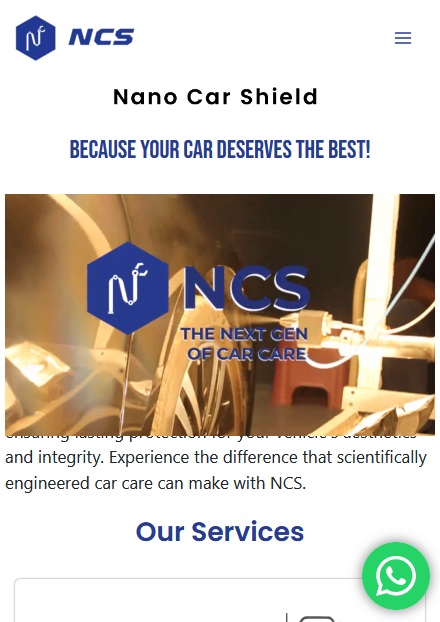 NCS
Nano Car Shield
BECAUSE YOUR CAR DESERVES THE BEST!
NCS
THE NEXT GEN
OF CAR CARE
ensuring lasting protection for your vehicle's aesthetics
and integrity. Experience the difference that scientifically
engineered car care can make with NCS.
Our Services